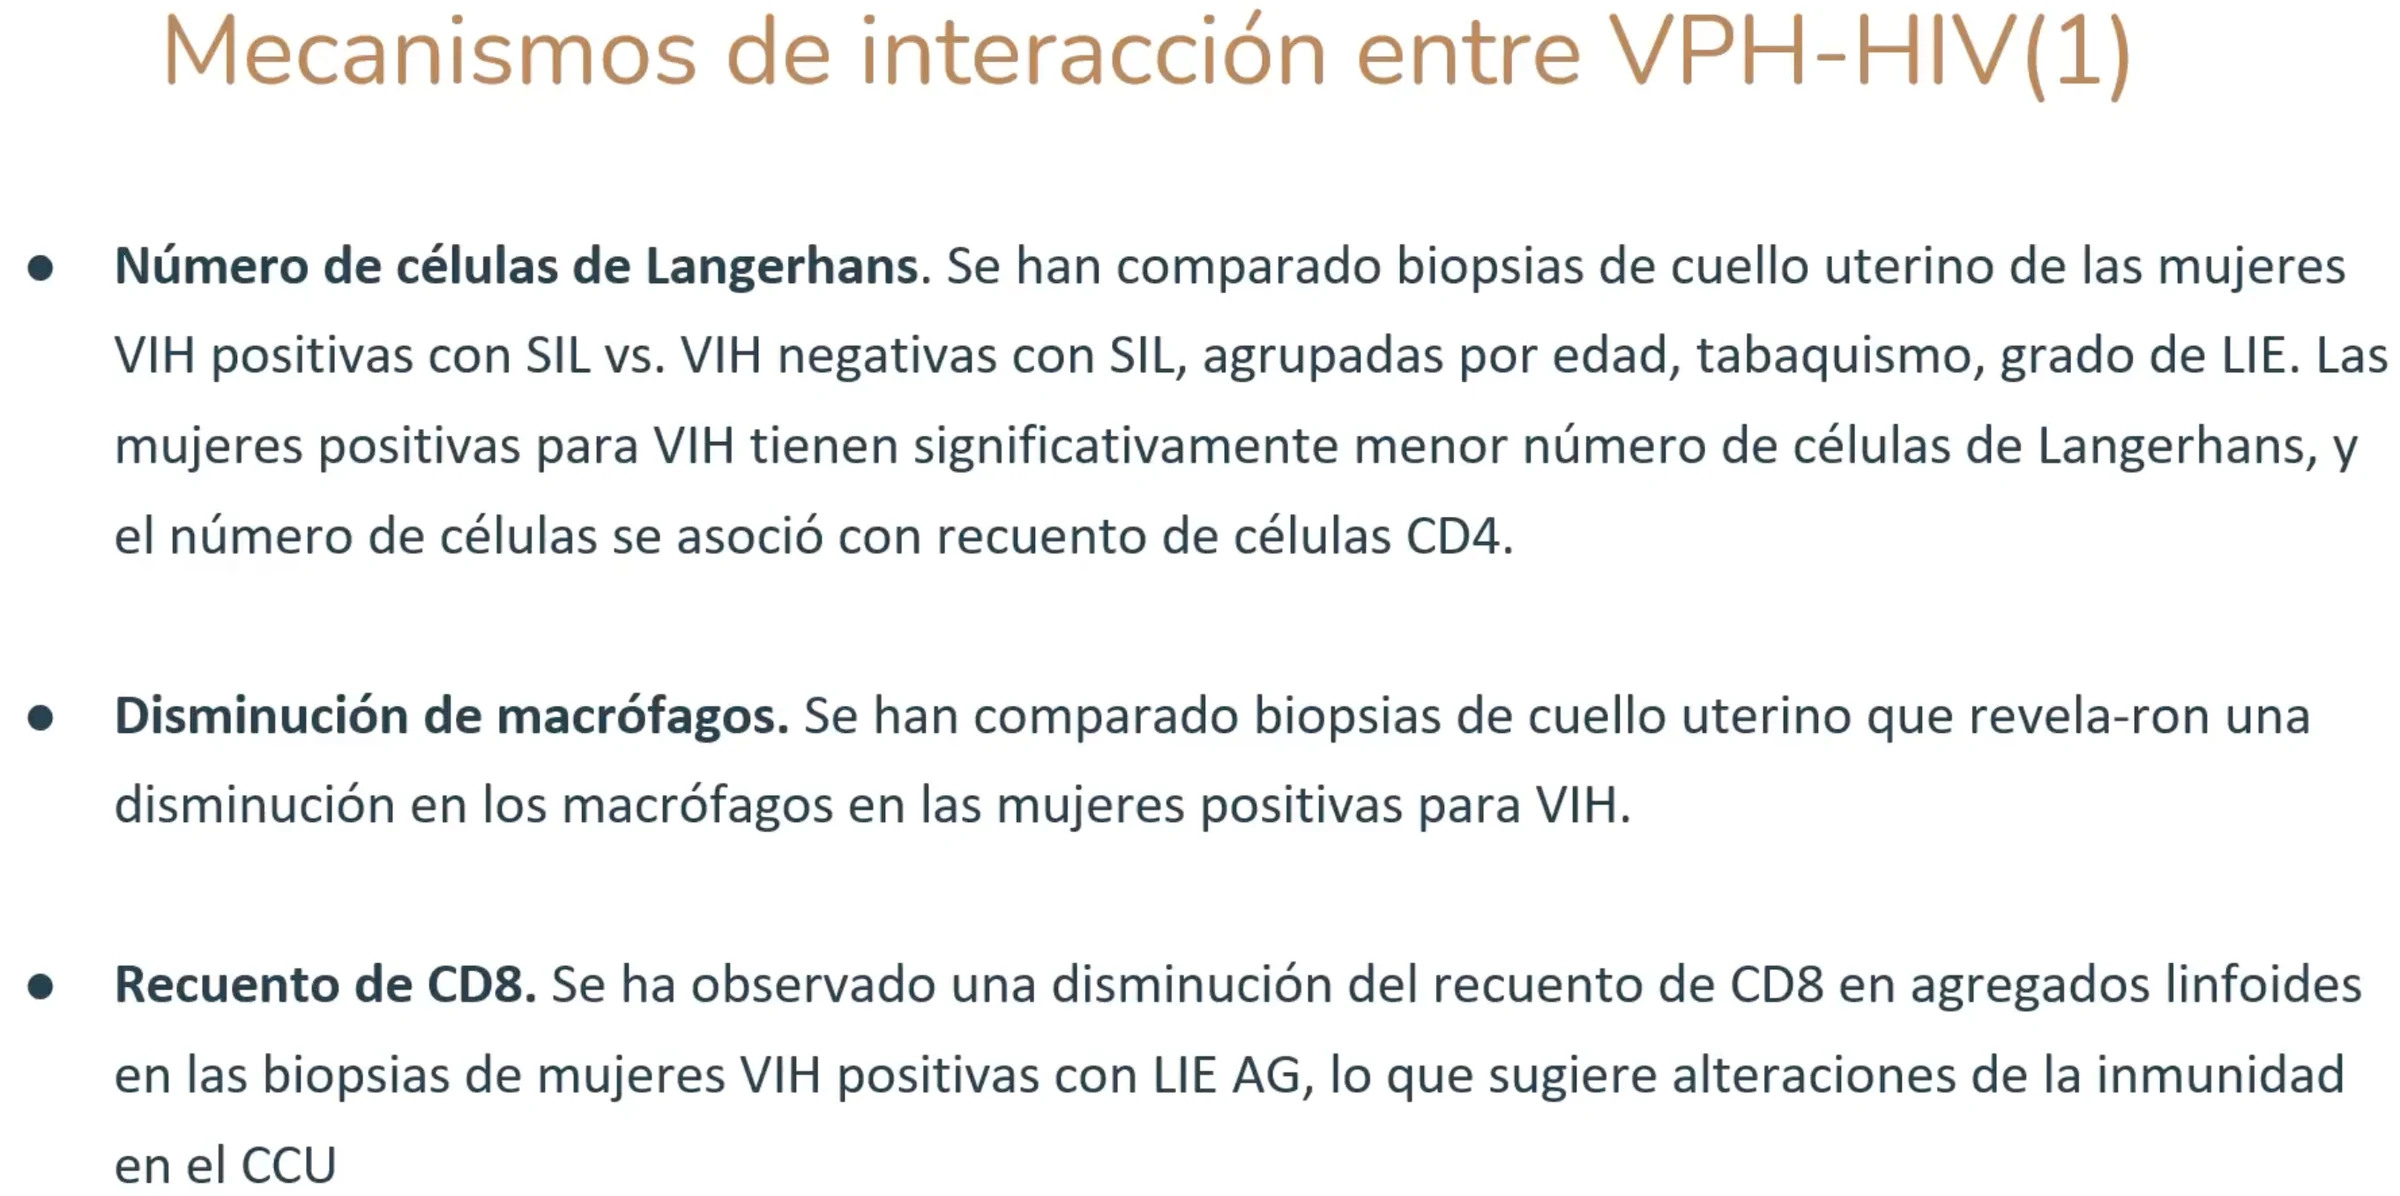 Mecanismos de interacción entre VPH-HIV(1)
● Número de células de Langerhans. Se han comparado biopsias de cuello uterino de las mujeres
VIH positivas con SIL vs. VIH negativas con SIL, agrupadas por edad, tabaquismo, grado de LIE. Las
mujeres positivas para VIH tienen significativamente menor número de células de Langerhans, y
el número de células se asoció con recuento de células CD4.
● Disminución de macrófagos. Se han comparado biopsias de cuello uterino que revela-ron una
disminución en los macrófagos en las mujeres positivas para VIH.
● Recuento de CD8. Se ha observado una disminución del recuento de CD8 en agregados linfoides
en las biopsias de mujeres VIH positivas con LIE AG, lo que sugiere alteraciones de la inmunidad
en el CCU